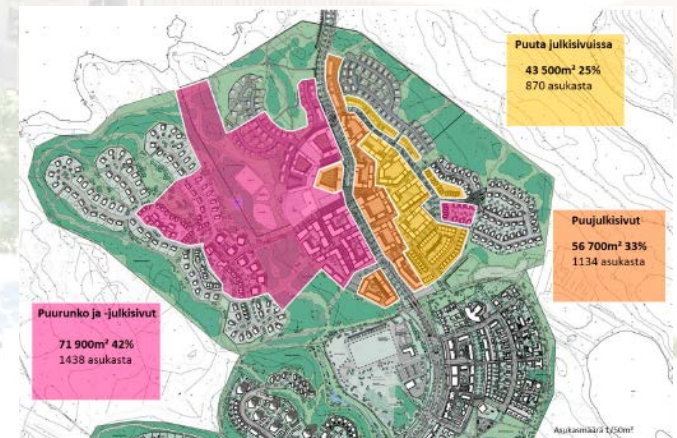 Puuta julkisivuissa
43 500m² 25%
870 asukasta
Puujulkisivut
56 700m² 33%
1134 asukasta
Puurunko ja -julkisivut
71 900m² 42%
1438 asukasta
Asukasmäärä 1/50m²